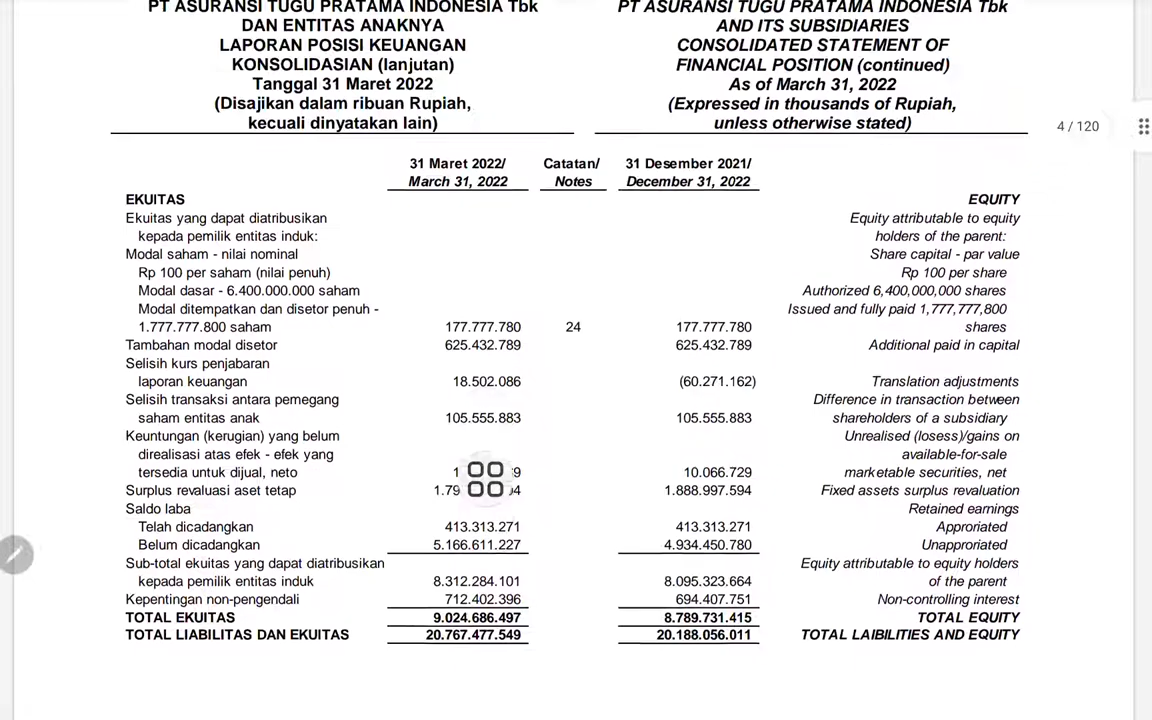 PT ASURANSI TUGU PRATAMA INDONESIA Tbk
DAN ENTITAS ANAKNYA
LAPORAN POSISI KEUANGAN
KONSOLIDASIAN (lanjutan)
Tanggal 31 Maret 2022
(Disajikan dalam ribuan Rupiah,
kecuali dinyatakan lain)
PT ASURANSI TUGU PRATAMA INDONESIA Tbk
AND ITS SUBSIDIARIES
CONSOLIDATED STATEMENT OF
FINANCIAL POSITION (continued)
As of March 31, 2022
(Expressed in thousands of Rupiah,
unless otherwise stated)
4 / 120
31 Maret 2022/ Catatan/ 31 Desember 2021/
March 31, 2022 Notes December 31, 2022
EKUITAS EQUITY
Ekuitas yang dapat diatribusikan Equity attributable to equity
kepada pemilik entitas induk: holders of the parent:
Modal saham - nilai nominal Share capital - par value
Rp 100 per saham (nilai penuh) Rp 100 per share
Modal dasar - 6.400.000.000 saham Authorized 6,400,000,000 shares
Modal ditempatkan dan disetor penuh - Issued and fully paid 1,777,777,800
1.777.777.800 saham 177.777.780 24 177.777.780 shares
Tambahan modal disetor 625.432.789 625.432.789 Additional paid in capital
Selisih kurs penjabaran
laporan keuangan 18.502.086 (60.271.162) Translation adjustments
Selisih transaksi antara pemegang Difference in transaction between
saham entitas anak 105.555.883 105.555.883 shareholders of a subsidiary
Keuntungan (kerugian) yang belum Unrealised (losess)/gains on
direalisasi atas efek - efek yang available-for-sale
tersedia untuk dijual, neto 10.066.729 marketable securities, net
Surplus revaluasi aset tetap 1.888.997.594 Fixed assets surplus revaluation
Saldo laba Retained earnings
Telah dicadangkan 413.313.271 413.313.271 Approriated
Belum dicadangkan 5.166.611.227 4.934.450.780 Unapproriated
Sub-total ekuitas yang dapat diatribusikan Equity attributable to equity holders
kepada pemilik entitas induk 8.312.284.101 8.095.323.664 of the parent
Kepentingan non-pengendali 712.402.396 694.407.751 Non-controlling interest
TOTAL EKUITAS 9.024.686.497 8.789.731.415 TOTAL EQUITY
TOTAL LIABILITAS DAN EKUITAS 20.767.477.549 20.188.056.011 TOTAL LAIBILITIES AND EQUITY